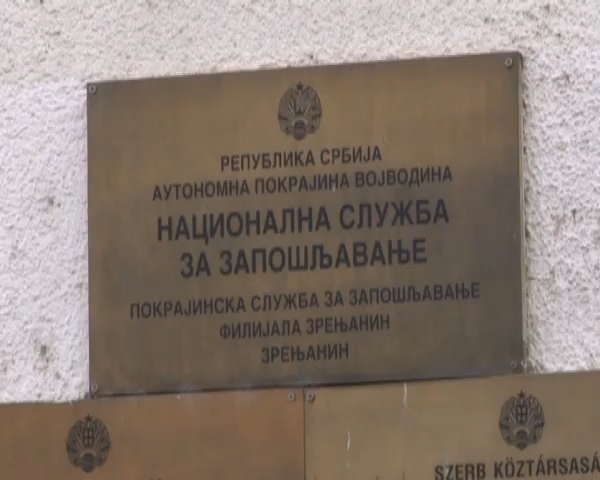 РЕПУБЛИКА СРБИЈА
АУТОНОМНА ПОКРАЈИНА ВОЈВОДИНА
НАЦИОНАЛНА СЛУЖБА
ЗА ЗАПОШЉАВАЊЕ
ПОКРАЈИНСКА СЛУЖБА ЗА ЗАПОШЉАВАЊЕ
ФИЛИЈАЛА ЗРЕЊАНИН
ЗРЕЊАНИН
SZERB KÖZTÁRSASÁ